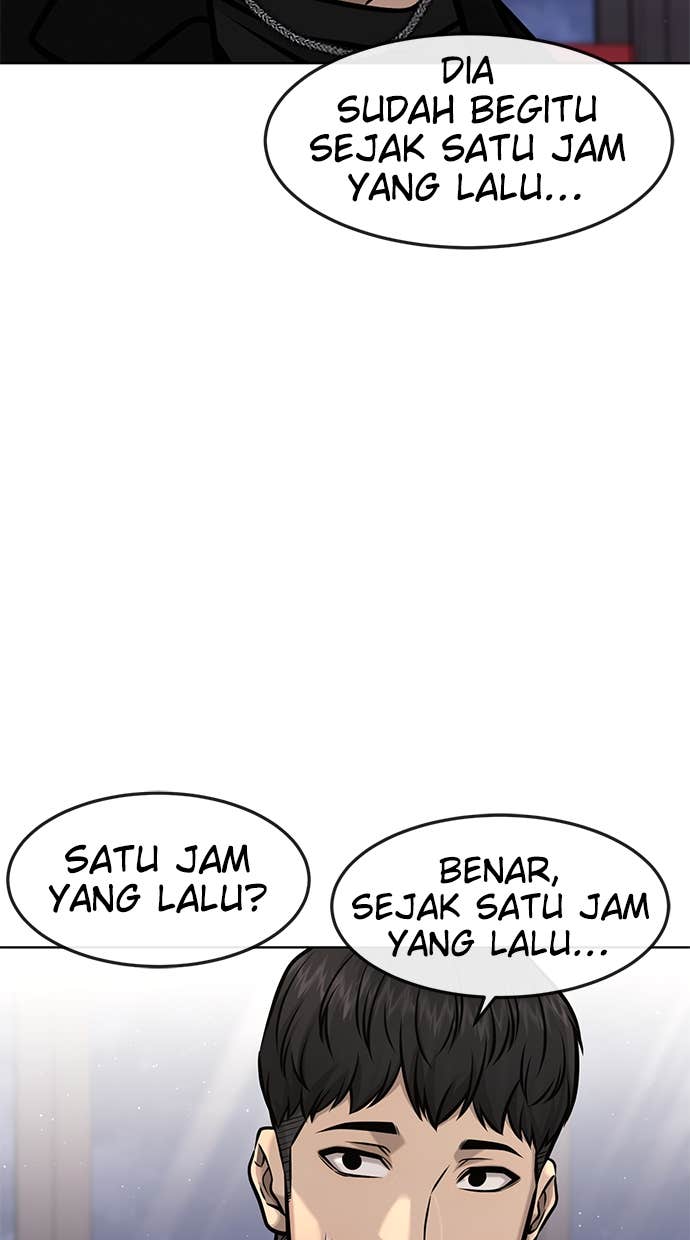 DIA
SUDAH BEGITU
SEJAK SATU JAM
YANG LALU...
SATU JAM
YANG LALU?
BENAR,
SEJAK SATU JAM
YANG LALU...